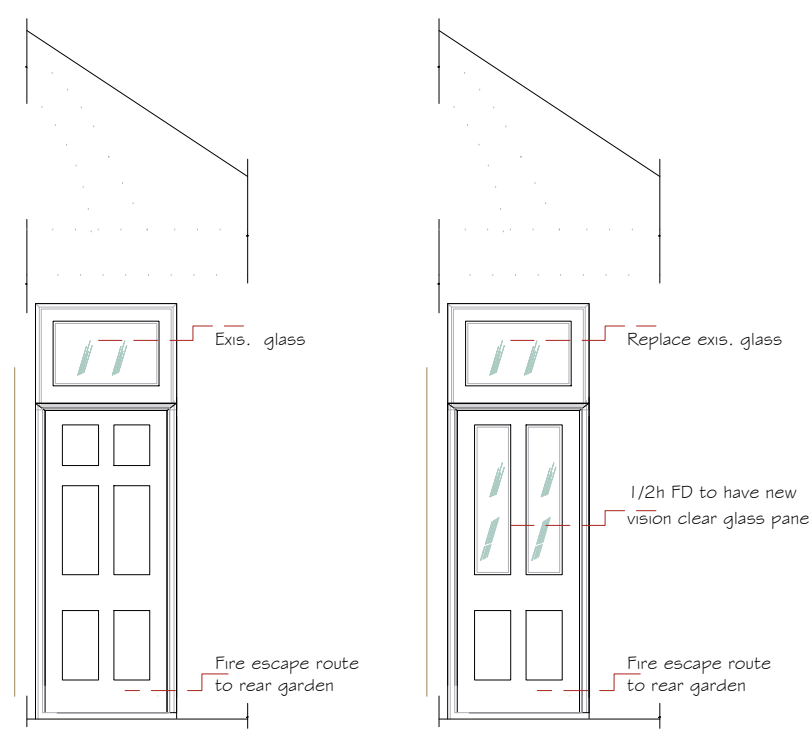 Exis. glass
Fire escape route
to rear garden
Replace exis. glass
1/2h FD to have new
vision clear glass pane
Fire escape route
to rear garden